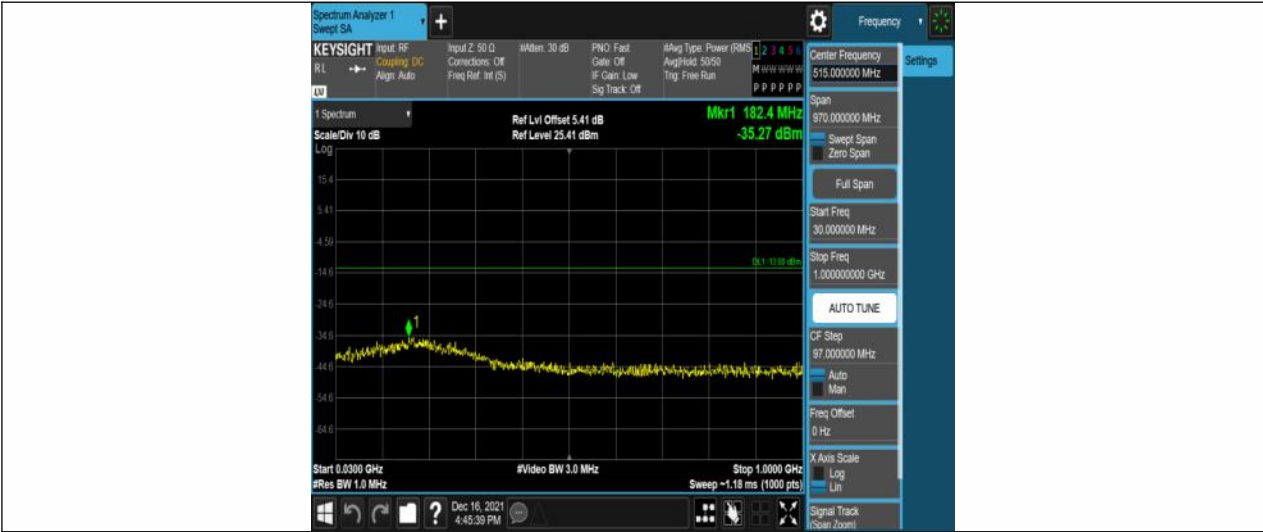 Spectrum Analyzer 1
Swept SA
+
Frequency
KEYSIGHT
Input: RF
Coupling: DC
Align: Auto
Input Z: 50 Ω
Corrections: Off
Freq Ref: Int (S)
#Atten: 30 dB
PNO: Fast
Gate: Off
IF Gain: Low
Sig Track: Off
#Avg Type: Power (RMS
Avg|Hold: 50/50
Trig: Free Run
1 2 3 4 5 6
M W W W W W
P P P P P P
R L
LV
1 Spectrum
Scale/Div 10 dB
Ref Lvl Offset 5.41 dB
Ref Level 25.41 dBm
Mkr1 182.4 MHz
-35.27 dBm
Log
15.4
5.41
-4.59
-14.6
-24.6
-34.6
-44.6
-54.6
-64.6
DL1 -13.00 dBm
1
Start 0.0300 GHz
#Res BW 1.0 MHz
#Video BW 3.0 MHz
Stop 1.0000 GHz
Sweep ~1.18 ms (1000 pts)
?
Dec 16, 2021
4:45:39 PM
Center Frequency
515.000000 MHz
Settings
Span
970.000000 MHz
Swept Span
Zero Span
Full Span
Start Freq
30.000000 MHz
Stop Freq
1.000000000 GHz
AUTO TUNE
CF Step
97.000000 MHz
Auto
Man
Freq Offset
0 Hz
X Axis Scale
Log
Lin
Signal Track
(Span Zoom)